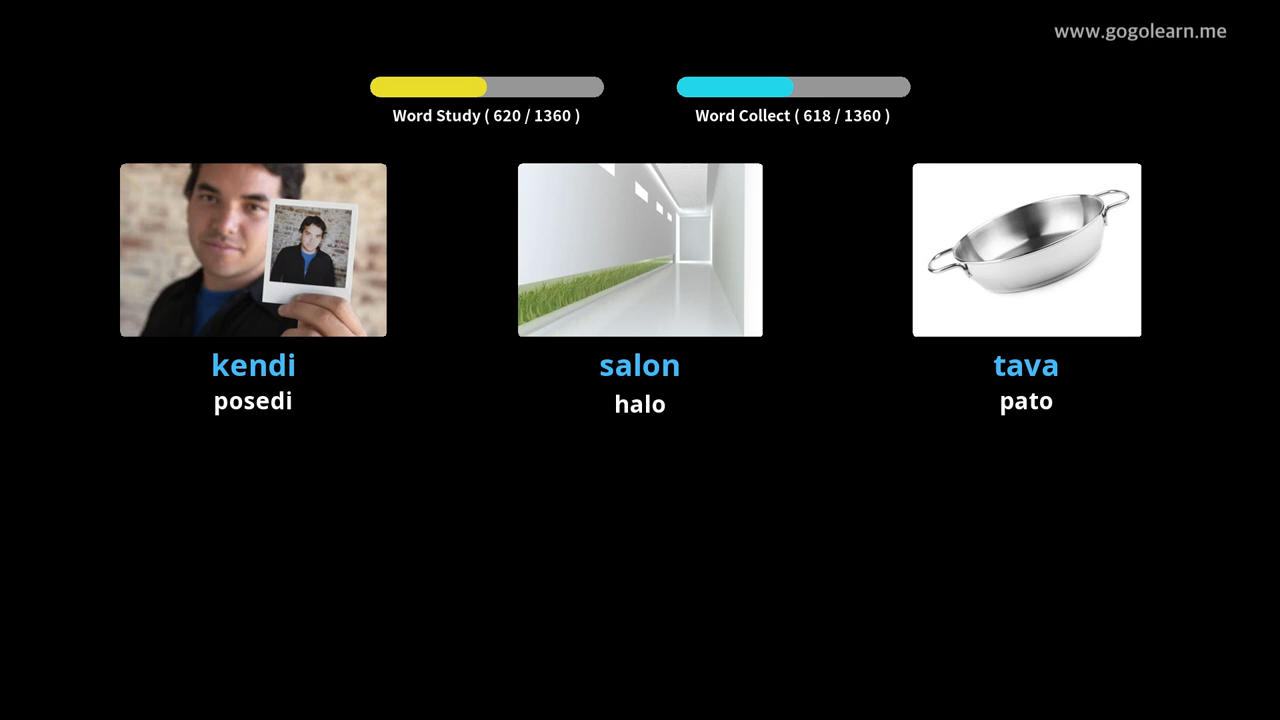 www.gogolearn.me
Word Study ( 620 / 1360 )
Word Collect ( 618 / 1360 )
kendi
posedi
salon
halo
tava
pato